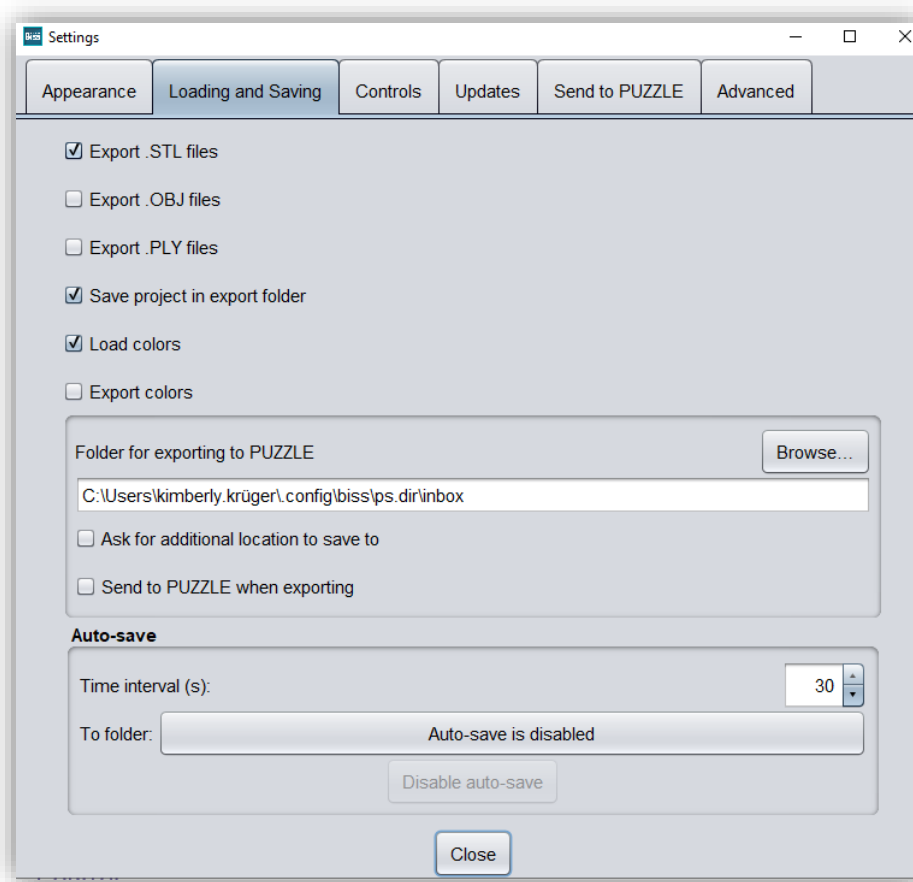 Settings
Appearance Loading and Saving Controls Updates Send to PUZZLE Advanced
Export .STL files
Export .OBJ files
Export .PLY files
Save project in export folder
Load colors
Export colors
Folder for exporting to PUZZLE Browse...
C:\Users\kimberly.krüger\.config\biss\ps.dir\inbox
Ask for additional location to save to
Send to PUZZLE when exporting
Auto-save
Time interval (s): 30
To folder: Auto-save is disabled
Disable auto-save
Close